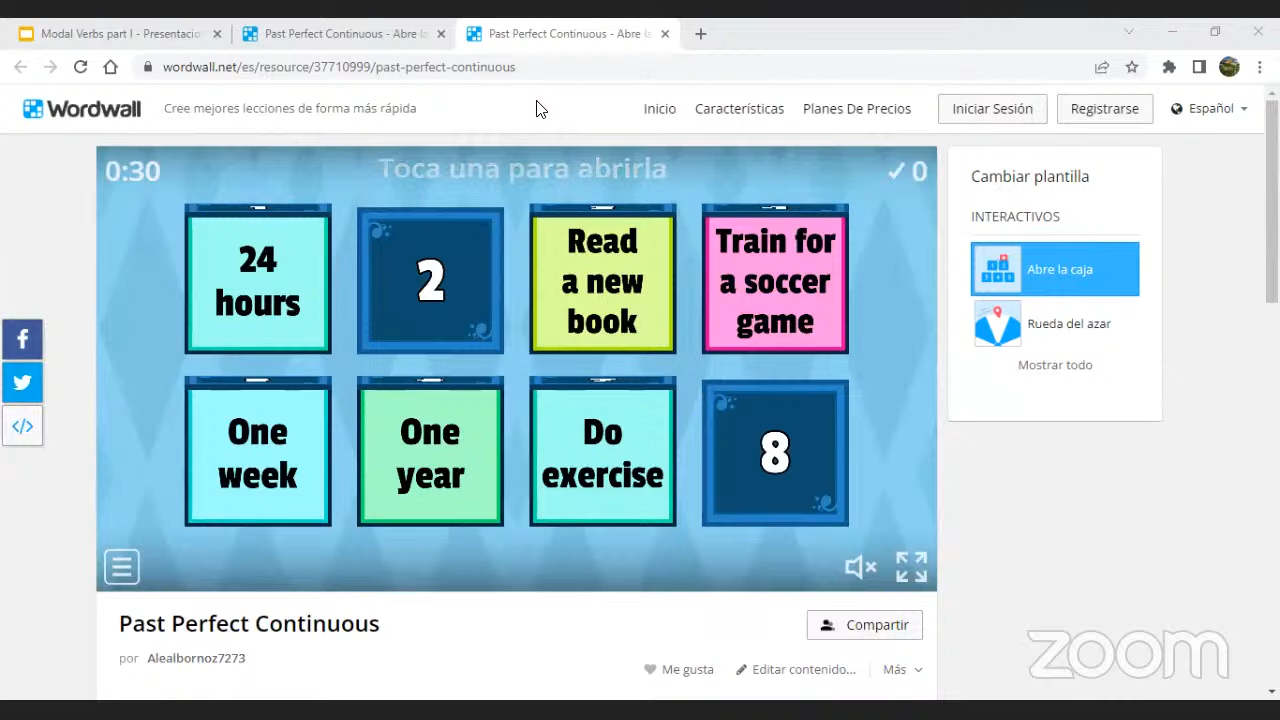 Modal Verbs part I - Presentacio
Past Perfect Continuous - Abre la
Past Perfect Continuous - Abre la
wordwall.net/es/resource/37710999/past-perfect-continuous
Wordwall
Cree mejores lecciones de forma más rápida
Inicio
Características
Planes De Precios
Iniciar Sesión
Registrarse
Español
0:30
Toca una para abrirla
✓ 0
24
hours
2
Read
a new
book
Train for
a soccer
game
One
week
One
year
Do
exercise
8
Cambiar plantilla
INTERACTIVOS
Abre la caja
Rueda del azar
Mostrar todo
Past Perfect Continuous
Compartir
por Alealbornoz7273
Me gusta
Editar contenido...
Más
zoom